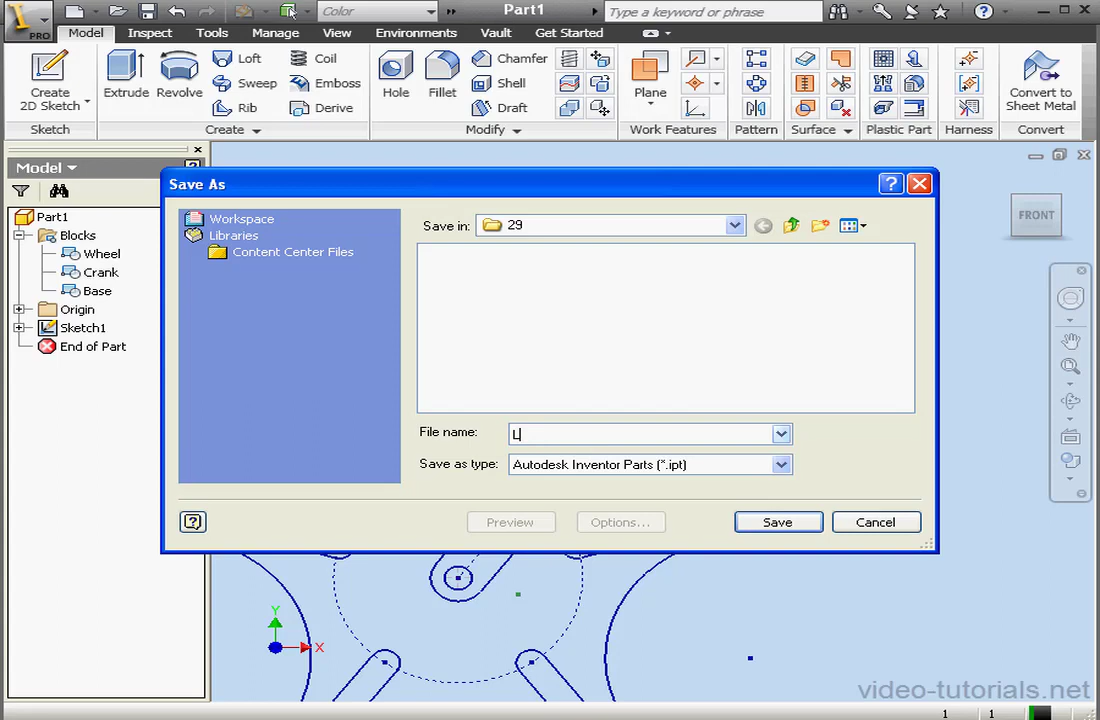 PRO
Color
Part1
Type a keyword or phrase
Model Inspect Tools Manage View Environments Vault Get Started
Create
2D Sketch
Extrude
Revolve
Loft
Sweep
Rib
Coil
Emboss
Derive
Hole
Fillet
Chamfer
Shell
Draft
Plane
Convert to
Sheet Metal
Sketch
Create
Modify
Work Features
Pattern
Surface
Plastic Part
Harness
Convert
Model
Part1
Blocks
Wheel
Crank
Base
Origin
Sketch1
End of Part
Save As
Workspace
Libraries
Content Center Files
Save in: 29
File name: L
Save as type: Autodesk Inventor Parts (*.ipt)
Preview
Options...
Save
Cancel
FRONT
Y
X
video-tutorials.net
1 1